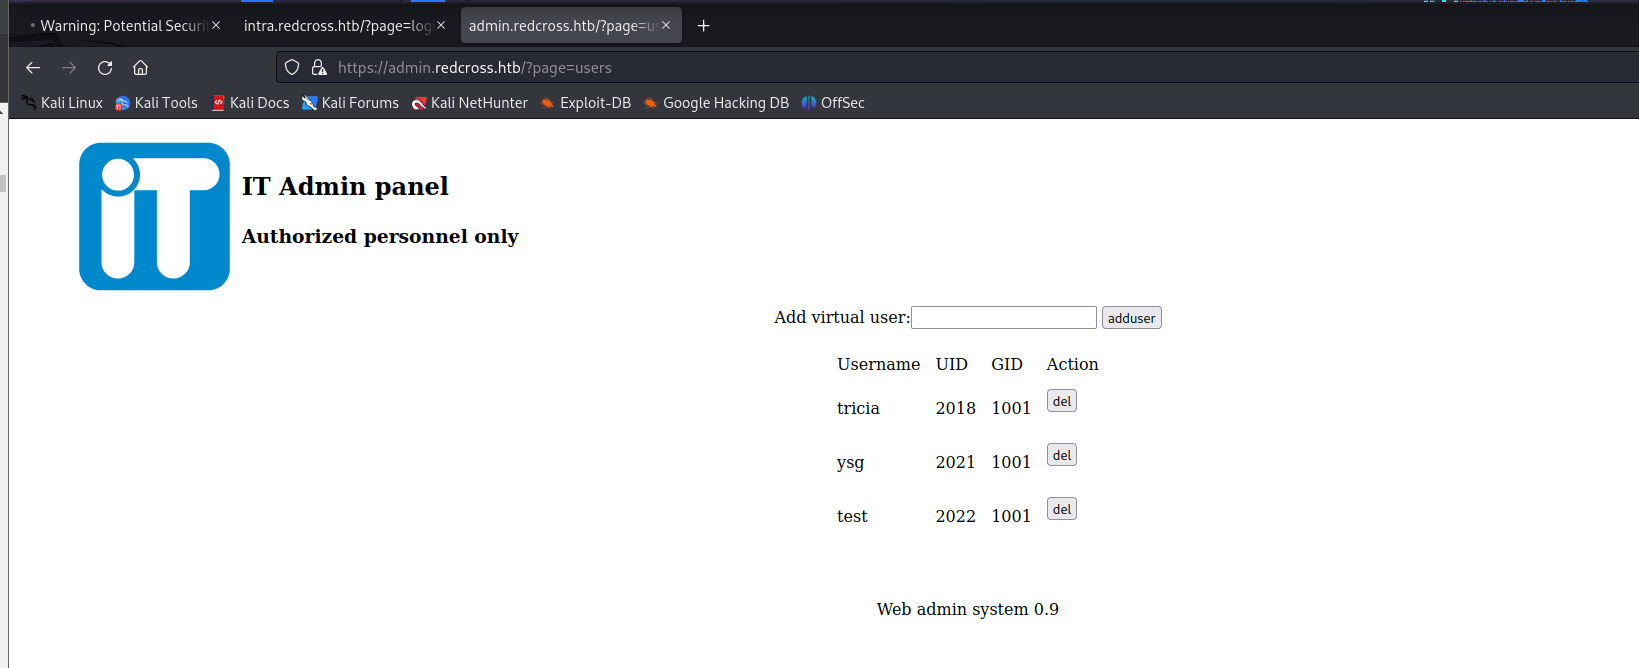 Warning: Potential Securi
intra.redcross.htb/?page=log
admin.redcross.htb/?page=us
https://admin.redcross.htb/?page=users
Kali Linux Kali Tools Kali Docs Kali Forums Kali NetHunter Exploit-DB Google Hacking DB OffSec
iT
IT Admin panel
Authorized personnel only
Add virtual user: adduser
Username UID GID Action
tricia 2018 1001 del
ysg 2021 1001 del
test 2022 1001 del
Web admin system 0.9